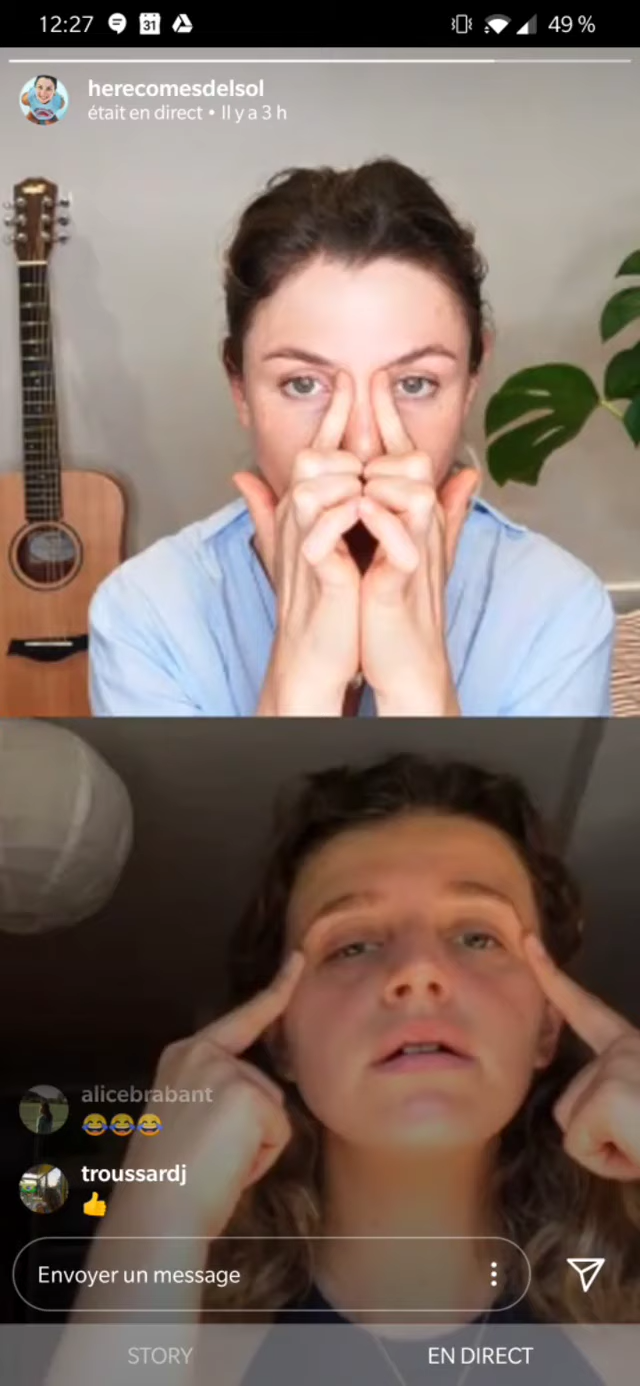 12:27
31
49 %
herecomesdelsol
était en direct • Il y a 3 h
alicebrabant
😂😂😂
troussardj
👍
Envoyer un message
STORY
EN DIRECT